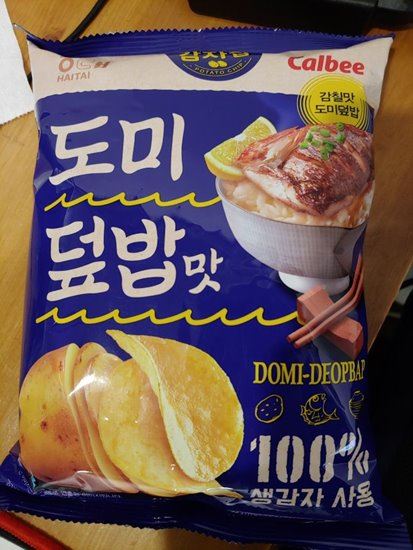 HAITAI
Calbee
감자칩
POTATO CHIP
감칠맛
도미덮밥
도미
덮밥맛
DOMI-DEOPBAP
100%
생감자 사용